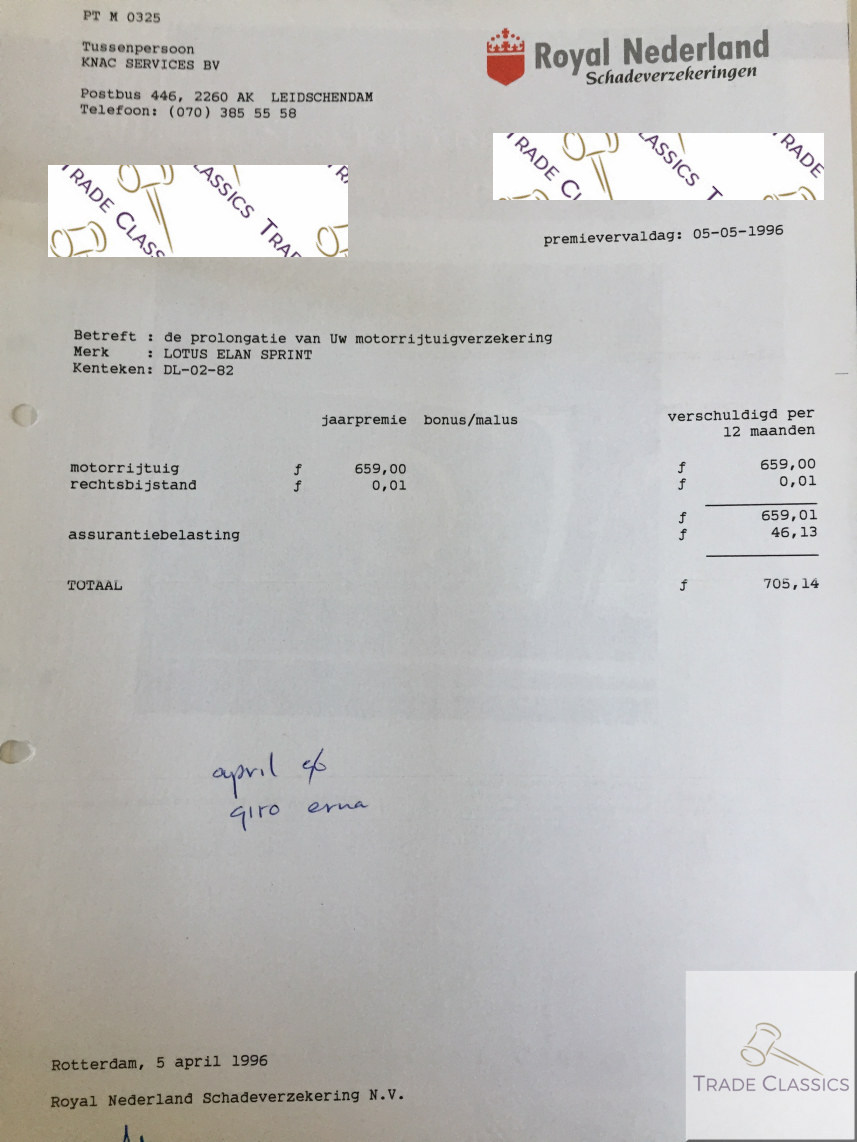 PT M 0325
Tussenpersoon
KNAC SERVICES BV
Postbus 446, 2260 AK LEIDSCHENDAM
Telefoon: (070) 385 55 58
Royal Nederland
Schadeverzekeringen
TRADE CLASSICS TRADE
TRADE CLASSICS TRADE
premievervaldag: 05-05-1996
Betreft : de prolongatie van Uw motorrijtuigverzekering
Merk : LOTUS ELAN SPRINT
Kenteken: DL-02-82
jaarpremie bonus/malus verschuldigd per
12 maanden
motorrijtuig ƒ 659,00 ƒ 659,00
rechtsbijstand ƒ 0,01 ƒ 0,01
ƒ 659,01
assurantiebelasting ƒ 46,13
TOTAAL ƒ 705,14
april 96
giro erna
Rotterdam, 5 april 1996
Royal Nederland Schadeverzekering N.V.
TRADE CLASSICS